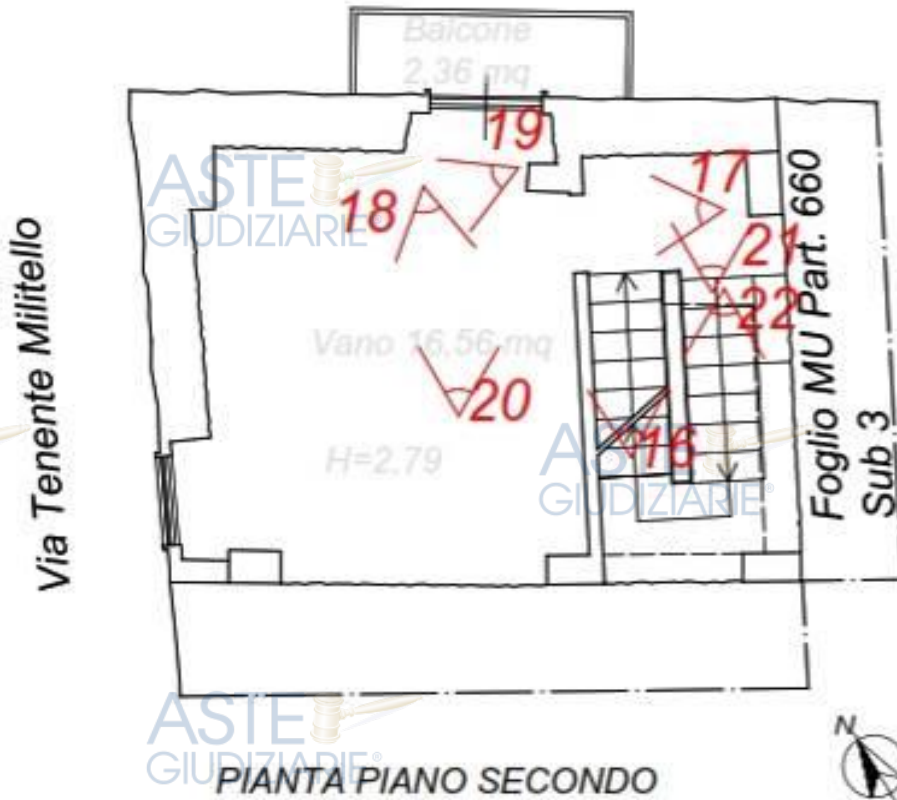 Balcone
2,36 mq
19
17
18
21
22
Vano 16,56 mq
20
H=2,79
16
Via Tenente Militello
Foglio MU Part. 660
Sub 3
ASTE
GIUDIZIARIE
ASTE
GIUDIZIARIE®
ASTE
GIUDIZIARIE®
N
PIANTA PIANO SECONDO